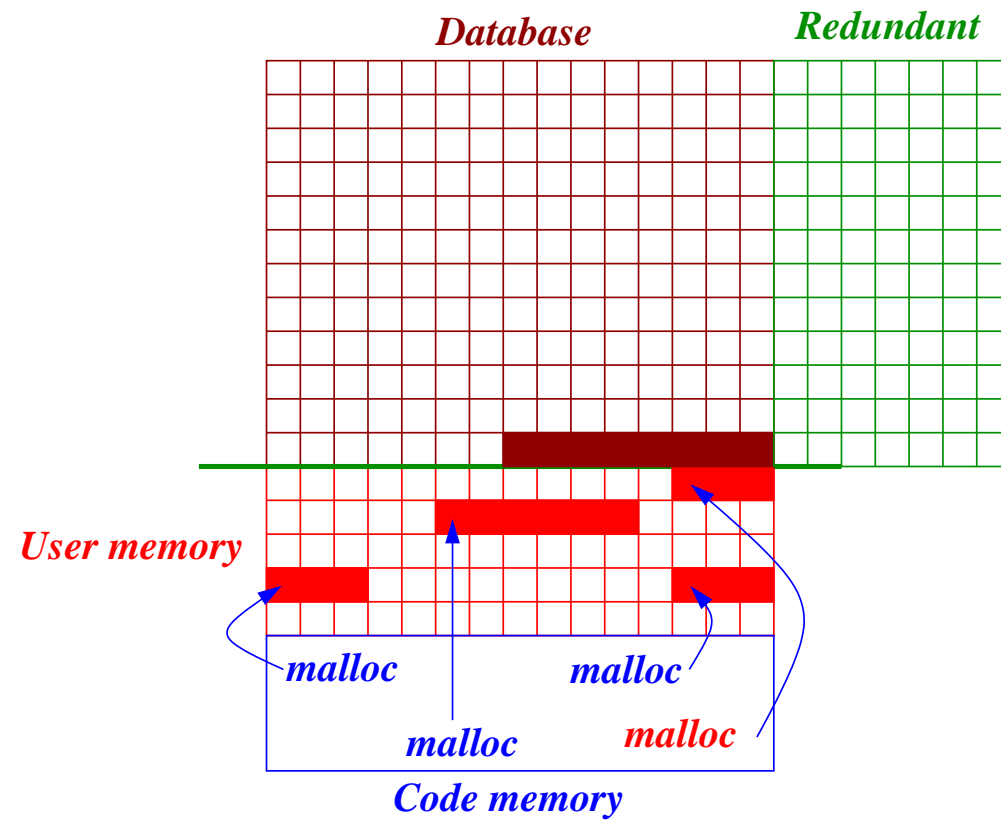 Database
Redundant
User memory
malloc
malloc
malloc
malloc
Code memory